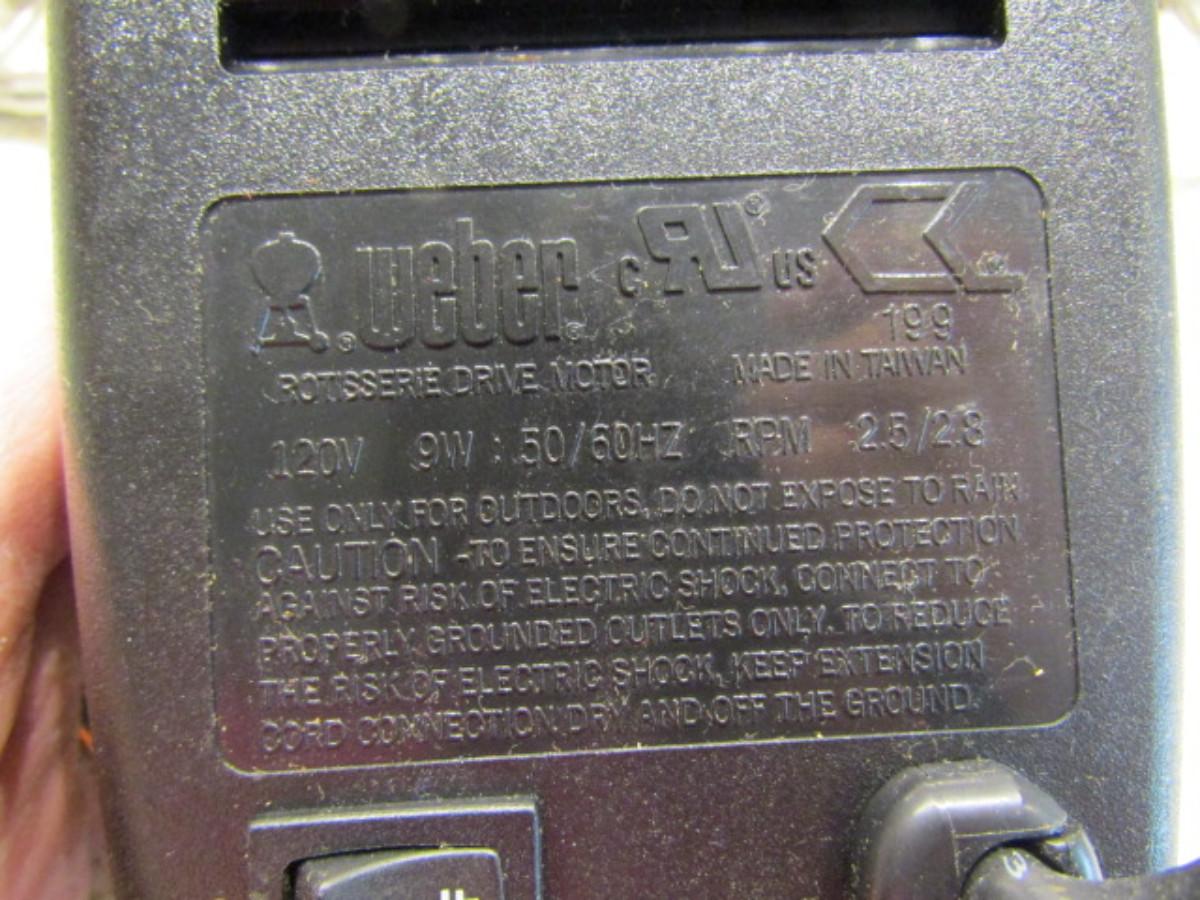 weber® c RU® us
199
ROTISSERIE DRIVE MOTOR MADE IN TAIWAN
120V 9W 50/60HZ RPM 2.5/2.8
USE ONLY FOR OUTDOORS, DO NOT EXPOSE TO RAIN
CAUTION -TO ENSURE CONTINUED PROTECTION
AGAINST RISK OF ELECTRIC SHOCK, CONNECT TO
PROPERLY GROUNDED OUTLETS ONLY. TO REDUCE
THE RISK OF ELECTRIC SHOCK, KEEP EXTENSION
CORD CONNECTION DRY AND OFF THE GROUND.